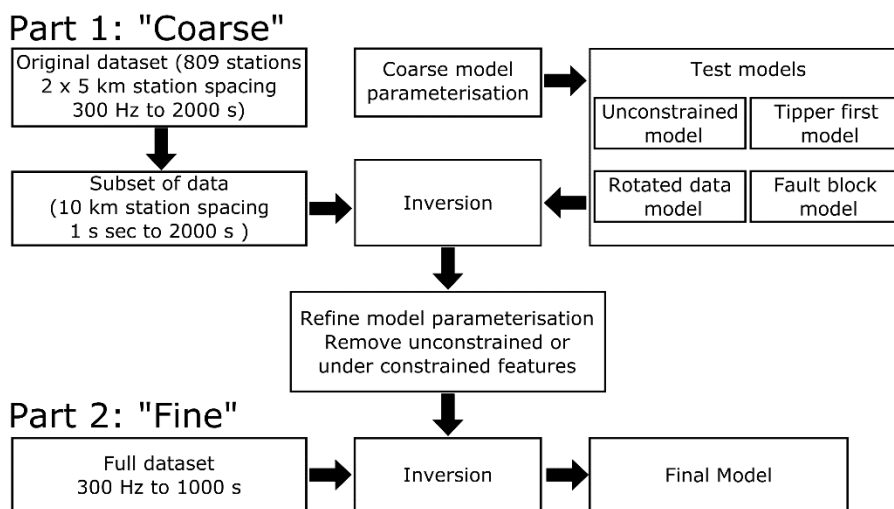 Part 1: "Coarse"
Original dataset (809 stations
2 x 5 km station spacing
300 Hz to 2000 s)
Coarse model
parameterisation
Test models
Unconstrained
model
Tipper first
model
Rotated data
model
Fault block
model
Subset of data
(10 km station spacing
1 s sec to 2000 s )
Inversion
Refine model parameterisation
Remove unconstrained or
under constrained features
Part 2: "Fine"
Full dataset
300 Hz to 1000 s
Inversion
Final Model